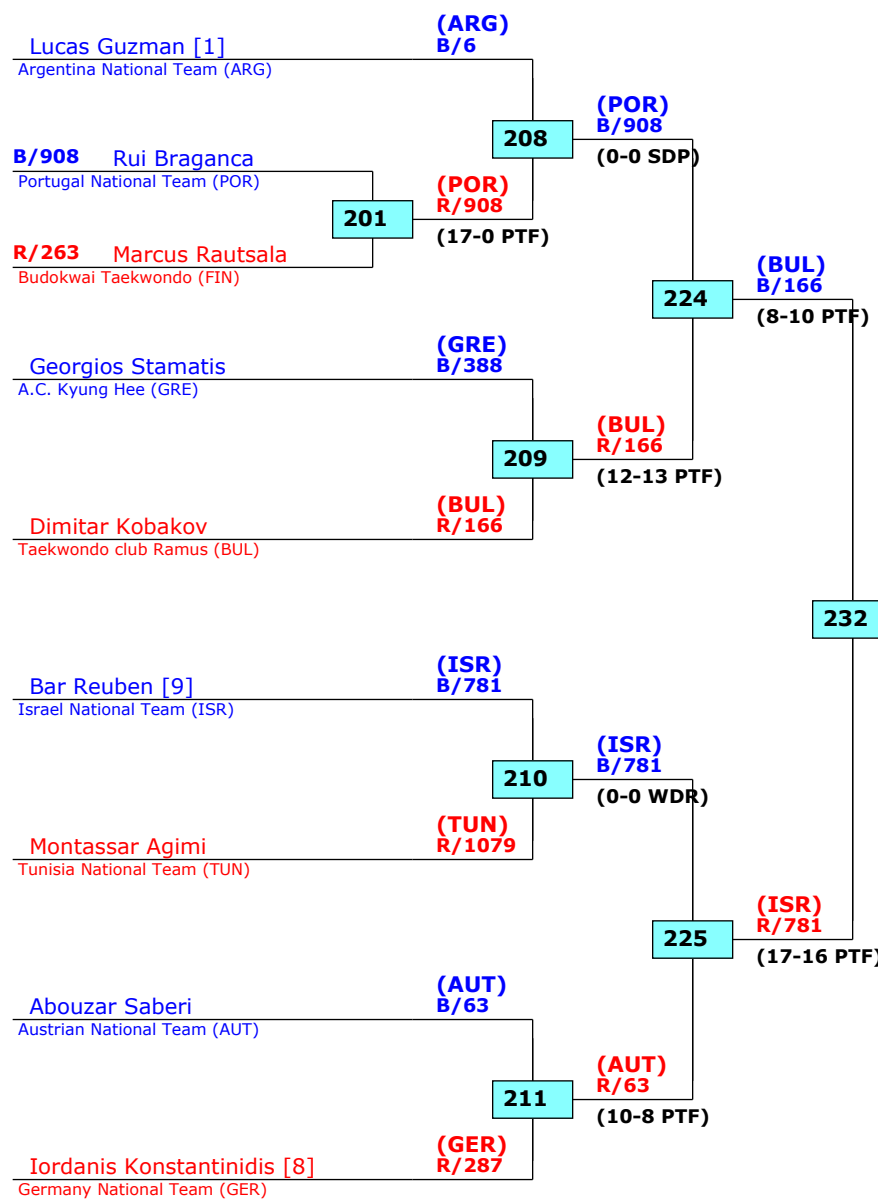 (ARG)
Lucas Guzman [1] B/6
Argentina National Team (ARG)
(POR)
B/908
208
(0-0 SDP)
B/908 Rui Braganca
Portugal National Team (POR)
(POR)
R/908
201
(17-0 PTF)
R/263 Marcus Rautsala
Budokwai Taekwondo (FIN)
(BUL)
B/166
224
(8-10 PTF)
(GRE)
Georgios Stamatis B/388
A.C. Kyung Hee (GRE)
(BUL)
R/166
209
(12-13 PTF)
(BUL)
Dimitar Kobakov R/166
Taekwondo club Ramus (BUL)
232
(ISR)
Bar Reuben [9] B/781
Israel National Team (ISR)
(ISR)
B/781
210
(0-0 WDR)
(TUN)
Montassar Agimi R/1079
Tunisia National Team (TUN)
(ISR)
R/781
225
(17-16 PTF)
(AUT)
Abouzar Saberi B/63
Austrian National Team (AUT)
(AUT)
R/63
211
(10-8 PTF)
(GER)
Iordanis Konstantinidis [8] R/287
Germany National Team (GER)